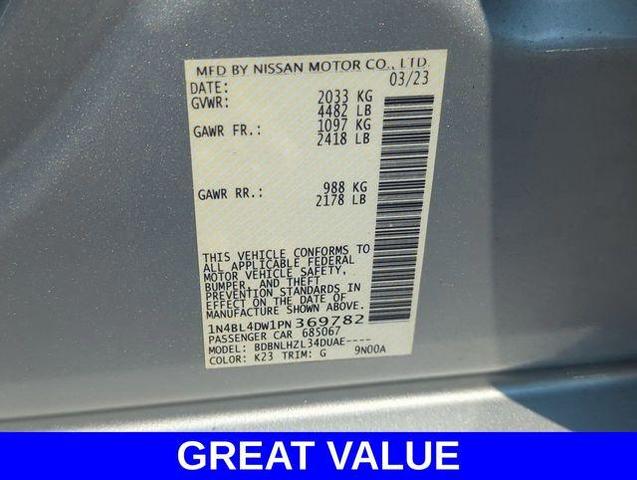 MFD BY NISSAN MOTOR CO., LTD.
DATE: 03/23
GVWR: 2033 KG
4482 LB
GAWR FR.: 1097 KG
2418 LB
GAWR RR.: 988 KG
2178 LB
THIS VEHICLE CONFORMS TO
ALL APPLICABLE FEDERAL
MOTOR VEHICLE SAFETY,
BUMPER, AND THEFT
PREVENTION STANDARDS IN
EFFECT ON THE DATE OF
MANUFACTURE SHOWN ABOVE.
1N4BL4DW1PN369782
PASSENGER CAR 685067
MODEL: BDBNLHZL34DUAE----
COLOR: K23 TRIM: G 9N00A
GREAT VALUE